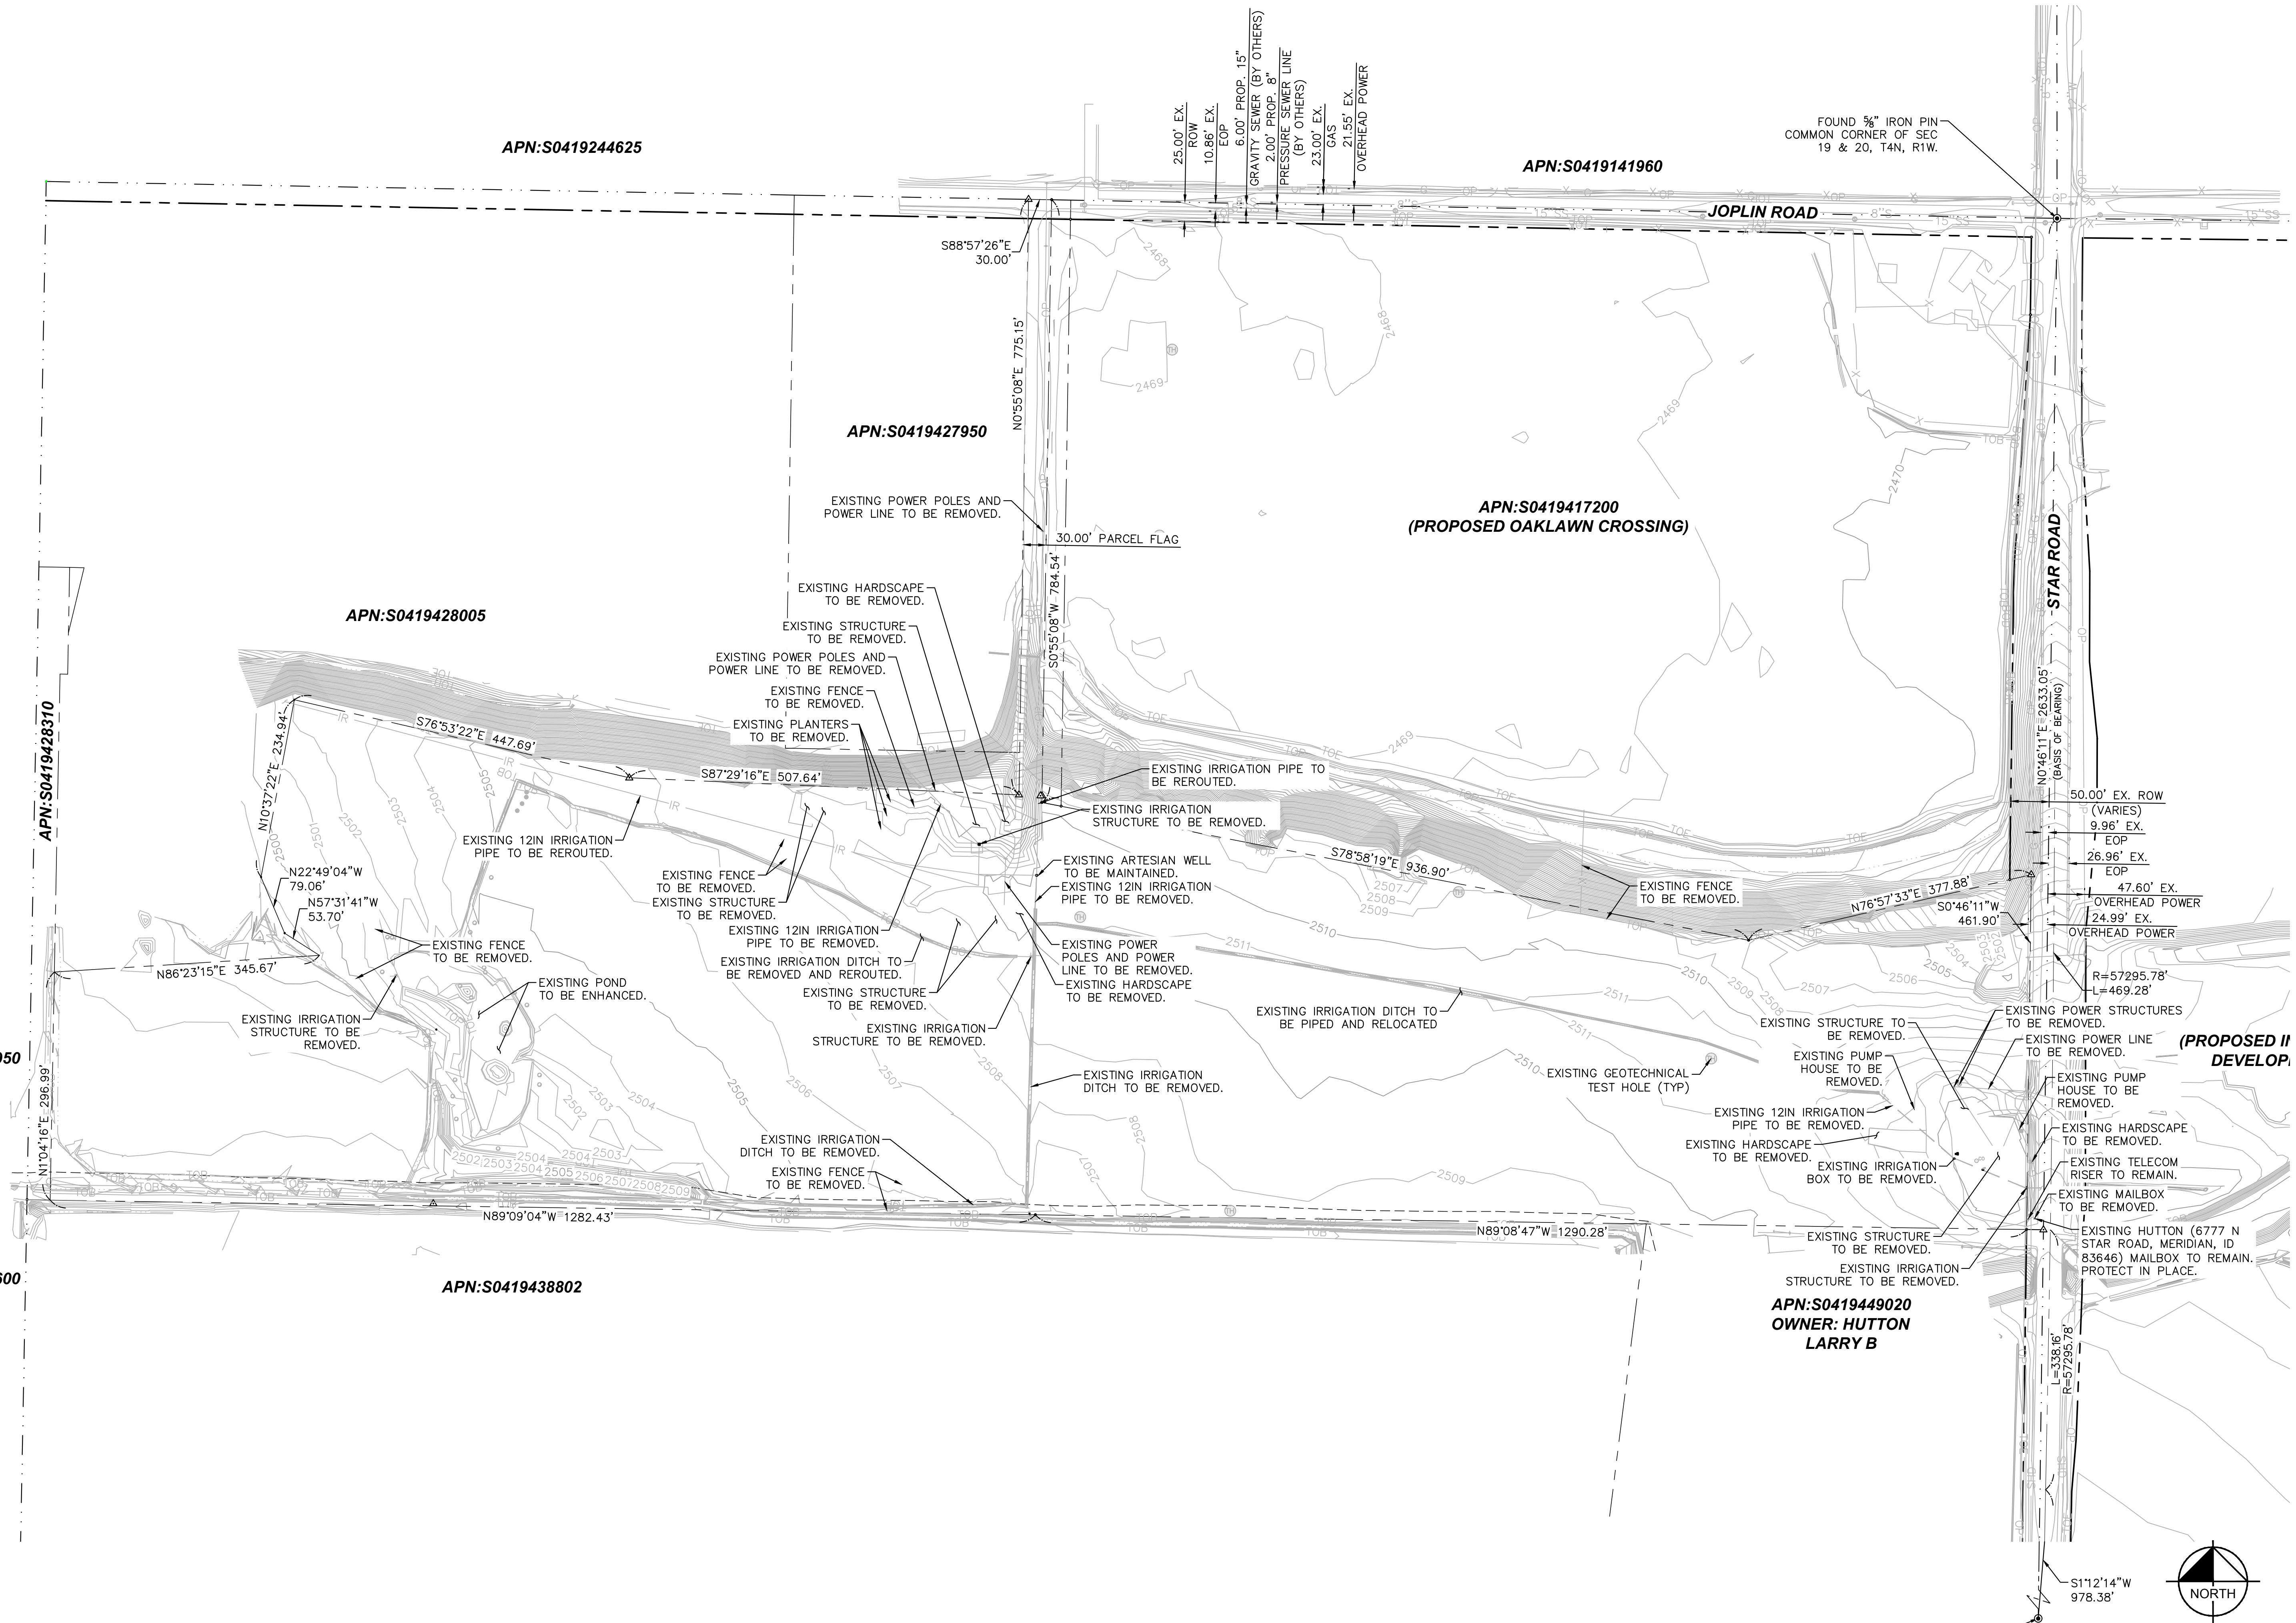 25.00' EX.
ROW
10.86' EX.
EOP
6.00' PROP. 15"
GRAVITY SEWER (BY OTHERS)
2.00' PROP. 8"
PRESSURE SEWER LINE
(BY OTHERS)
23.00' EX.
GAS
21.55' EX.
OVERHEAD POWER
FOUND ⅝" IRON PIN
COMMON CORNER OF SEC
19 & 20, T4N, R1W.
APN:S0419244625
APN:S0419141960
JOPLIN ROAD
S88°57'26"E
30.00'
2468
2468
2469
2469
2470
N0°55'08"E 775.15'
APN:S0419427950
EXISTING POWER POLES AND
POWER LINE TO BE REMOVED.
30.00' PARCEL FLAG
S0°55'08"W 784.54'
APN:S0419417200
(PROPOSED OAKLAWN CROSSING)
STAR ROAD
N0°46'11"E 2633.05'
(BASIS OF BEARING)
APN:S0419428005
APN:S0419428310
EXISTING HARDSCAPE
TO BE REMOVED.
EXISTING STRUCTURE
TO BE REMOVED.
EXISTING POWER POLES AND
POWER LINE TO BE REMOVED.
EXISTING FENCE
TO BE REMOVED.
EXISTING PLANTERS
TO BE REMOVED.
S76°53'22"E 447.69'
S87°29'16"E 507.64'
EXISTING IRRIGATION PIPE TO
BE REROUTED.
EXISTING IRRIGATION
STRUCTURE TO BE REMOVED.
2469
50.00' EX. ROW
(VARIES)
9.96' EX.
EOP
26.96' EX.
EOP
47.60' EX.
OVERHEAD POWER
24.99' EX.
OVERHEAD POWER
N10°37'22"E 234.94'
2500
2501
2502
2503
2504
2505
EXISTING 12IN IRRIGATION
PIPE TO BE REROUTED.
EXISTING FENCE
TO BE REMOVED.
EXISTING STRUCTURE
TO BE REMOVED.
EXISTING 12IN IRRIGATION
PIPE TO BE REMOVED.
EXISTING IRRIGATION DITCH TO
BE REMOVED AND REROUTED.
EXISTING STRUCTURE
TO BE REMOVED.
EXISTING IRRIGATION
STRUCTURE TO BE REMOVED.
EXISTING ARTESIAN WELL
TO BE MAINTAINED.
EXISTING 12IN IRRIGATION
PIPE TO BE REMOVED.
EXISTING POWER
POLES AND POWER
LINE TO BE REMOVED.
EXISTING HARDSCAPE
TO BE REMOVED.
S78°58'19"E 936.90'
2507
2508
2509
2510
2511
EXISTING FENCE
TO BE REMOVED.
N76°57'33"E 377.88'
S0°46'11"W
461.90'
R=57295.78'
L=469.28'
N22°49'04"W
79.06'
N57°31'41"W
53.70'
N86°23'15"E 345.67'
EXISTING FENCE
TO BE REMOVED.
EXISTING POND
TO BE ENHANCED.
EXISTING IRRIGATION
STRUCTURE TO BE
REMOVED.
N1°04'16"E 296.99'
EXISTING IRRIGATION
DITCH TO BE REMOVED.
EXISTING IRRIGATION DITCH TO
BE PIPED AND RELOCATED
EXISTING GEOTECHNICAL
TEST HOLE (TYP)
EXISTING STRUCTURE TO
BE REMOVED.
EXISTING PUMP
HOUSE TO BE
REMOVED.
EXISTING 12IN IRRIGATION
PIPE TO BE REMOVED.
EXISTING HARDSCAPE
TO BE REMOVED.
EXISTING IRRIGATION
BOX TO BE REMOVED.
EXISTING POWER STRUCTURES
TO BE REMOVED.
EXISTING POWER LINE
TO BE REMOVED.
(PROPOSED IN
DEVELOP
EXISTING PUMP
HOUSE TO BE
REMOVED.
EXISTING HARDSCAPE
TO BE REMOVED.
EXISTING TELECOM
RISER TO REMAIN.
EXISTING MAILBOX
TO BE REMOVED.
EXISTING HUTTON (6777 N
STAR ROAD, MERIDIAN, ID
83646) MAILBOX TO REMAIN.
PROTECT IN PLACE.
EXISTING IRRIGATION
DITCH TO BE REMOVED.
EXISTING FENCE
TO BE REMOVED.
N89°09'04"W 1282.43'
N89°08'47"W 1290.28'
EXISTING STRUCTURE
TO BE REMOVED.
EXISTING IRRIGATION
STRUCTURE TO BE REMOVED.
APN:S0419438802
APN:S0419449020
OWNER: HUTTON
LARRY B
L=338.16'
R=57295.78'
S1°12'14"W
978.38'
NORTH